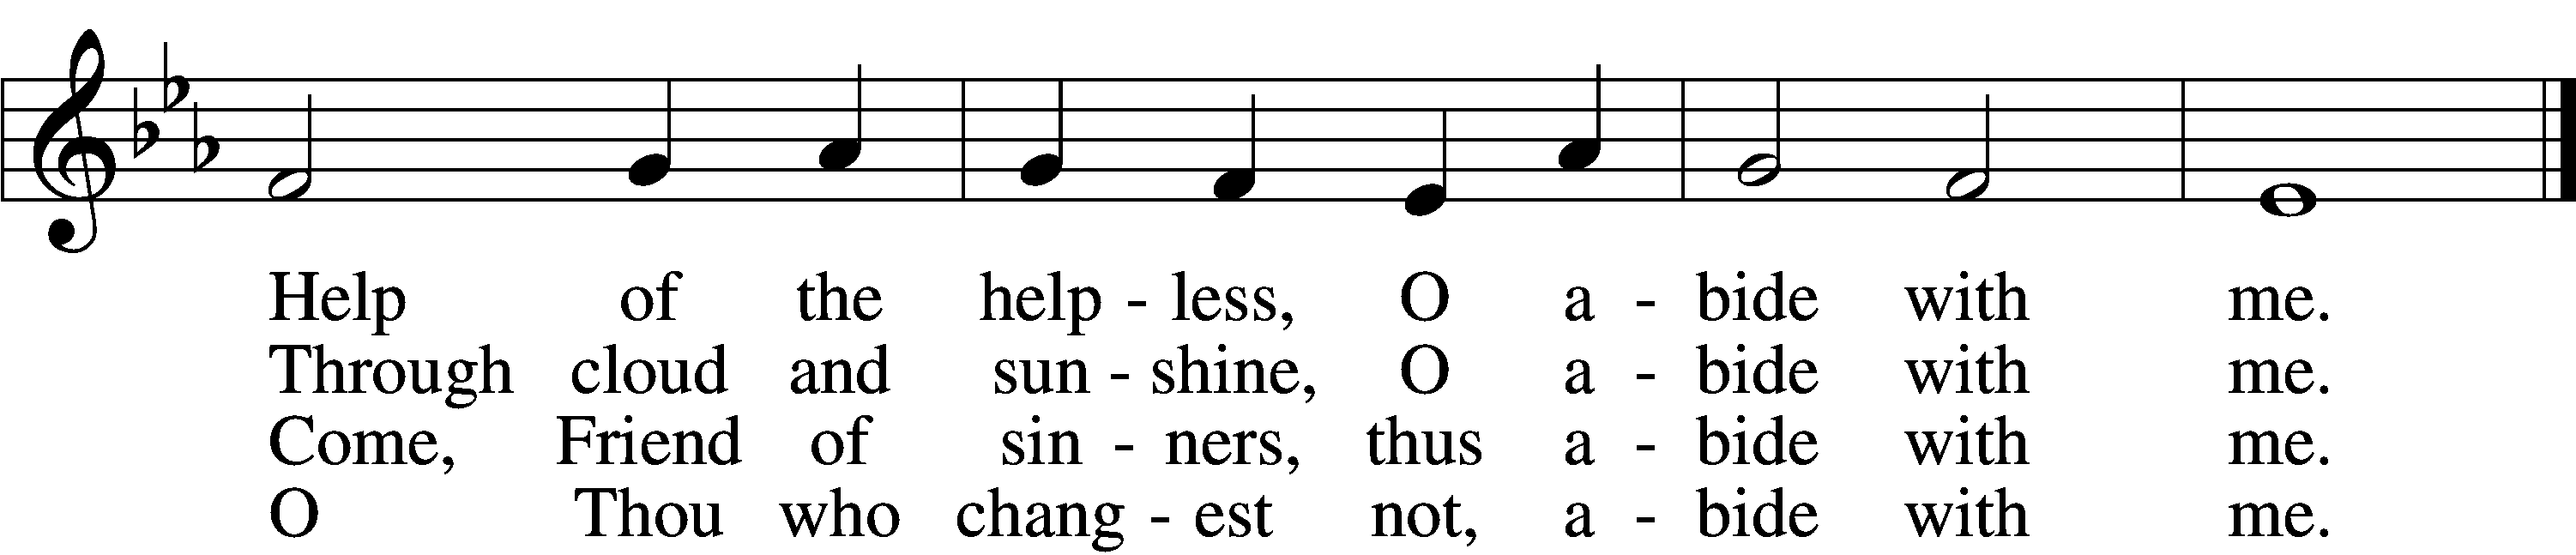 Help of the help - less, O a - bide with me.
Through cloud and sun - shine, O a - bide with me.
Come, Friend of sin - ners, thus a - bide with me.
O Thou who chang - est not, a - bide with me.